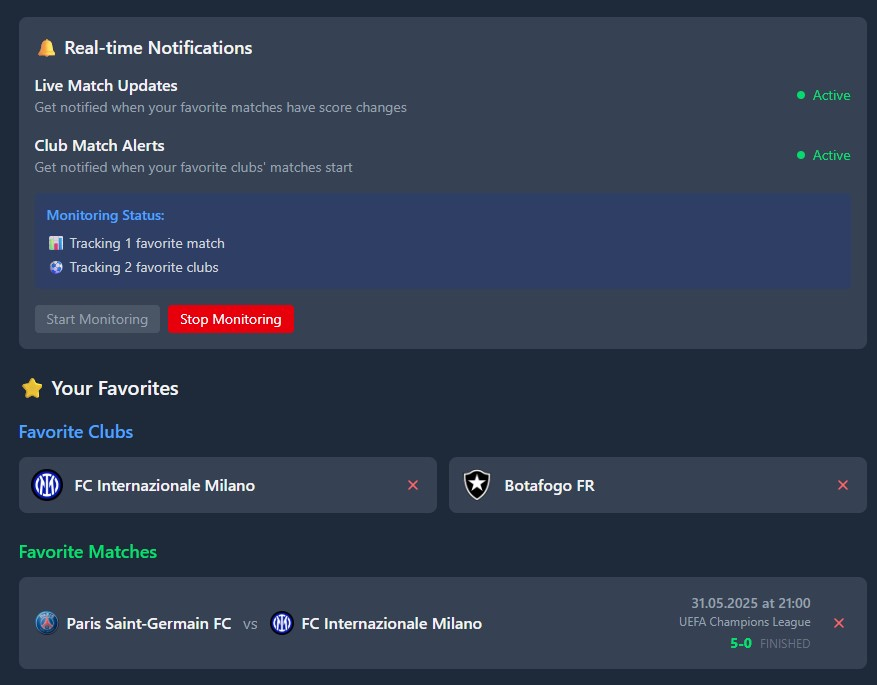 Real-time Notifications
Live Match Updates
Get notified when your favorite matches have score changes
Active
Club Match Alerts
Get notified when your favorite clubs' matches start
Active
Monitoring Status:
Tracking 1 favorite match
Tracking 2 favorite clubs
Start Monitoring Stop Monitoring
Your Favorites
Favorite Clubs
FC Internazionale Milano
Botafogo FR
Favorite Matches
Paris Saint-Germain FC vs FC Internazionale Milano
31.05.2025 at 21:00
UEFA Champions League
5-0 FINISHED